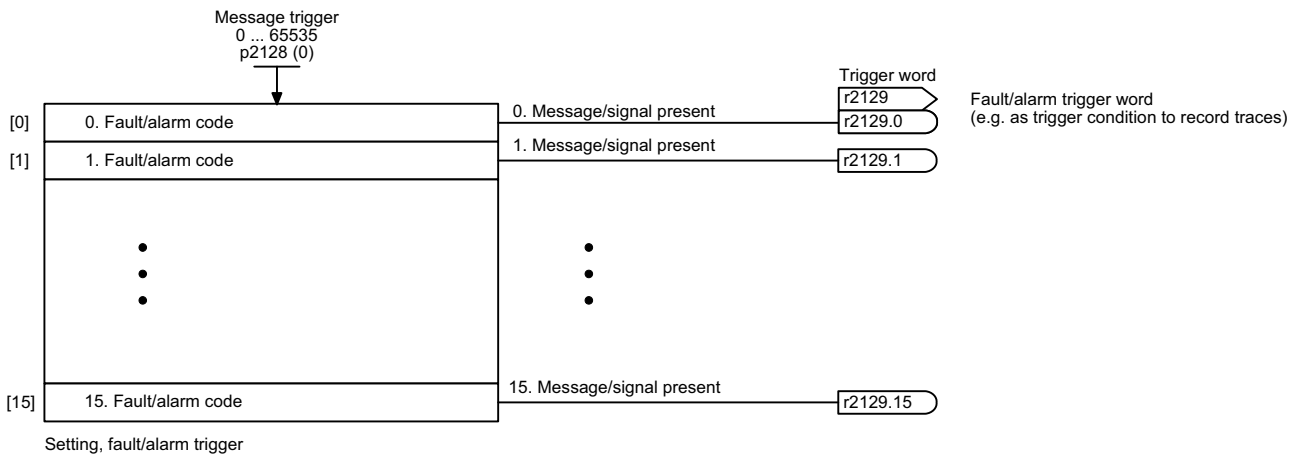 Message trigger
0 ... 65535
p2128 (0)
Trigger word
r2129
Fault/alarm trigger word
0. Message/signal present
[0]
0. Fault/alarm code
r2129.0
(e.g. as trigger condition to record traces)
1. Message/signal present
[1]
1. Fault/alarm code
r2129.1
15. Message/signal present
[15]
15. Fault/alarm code
r2129.15
Setting, fault/alarm trigger